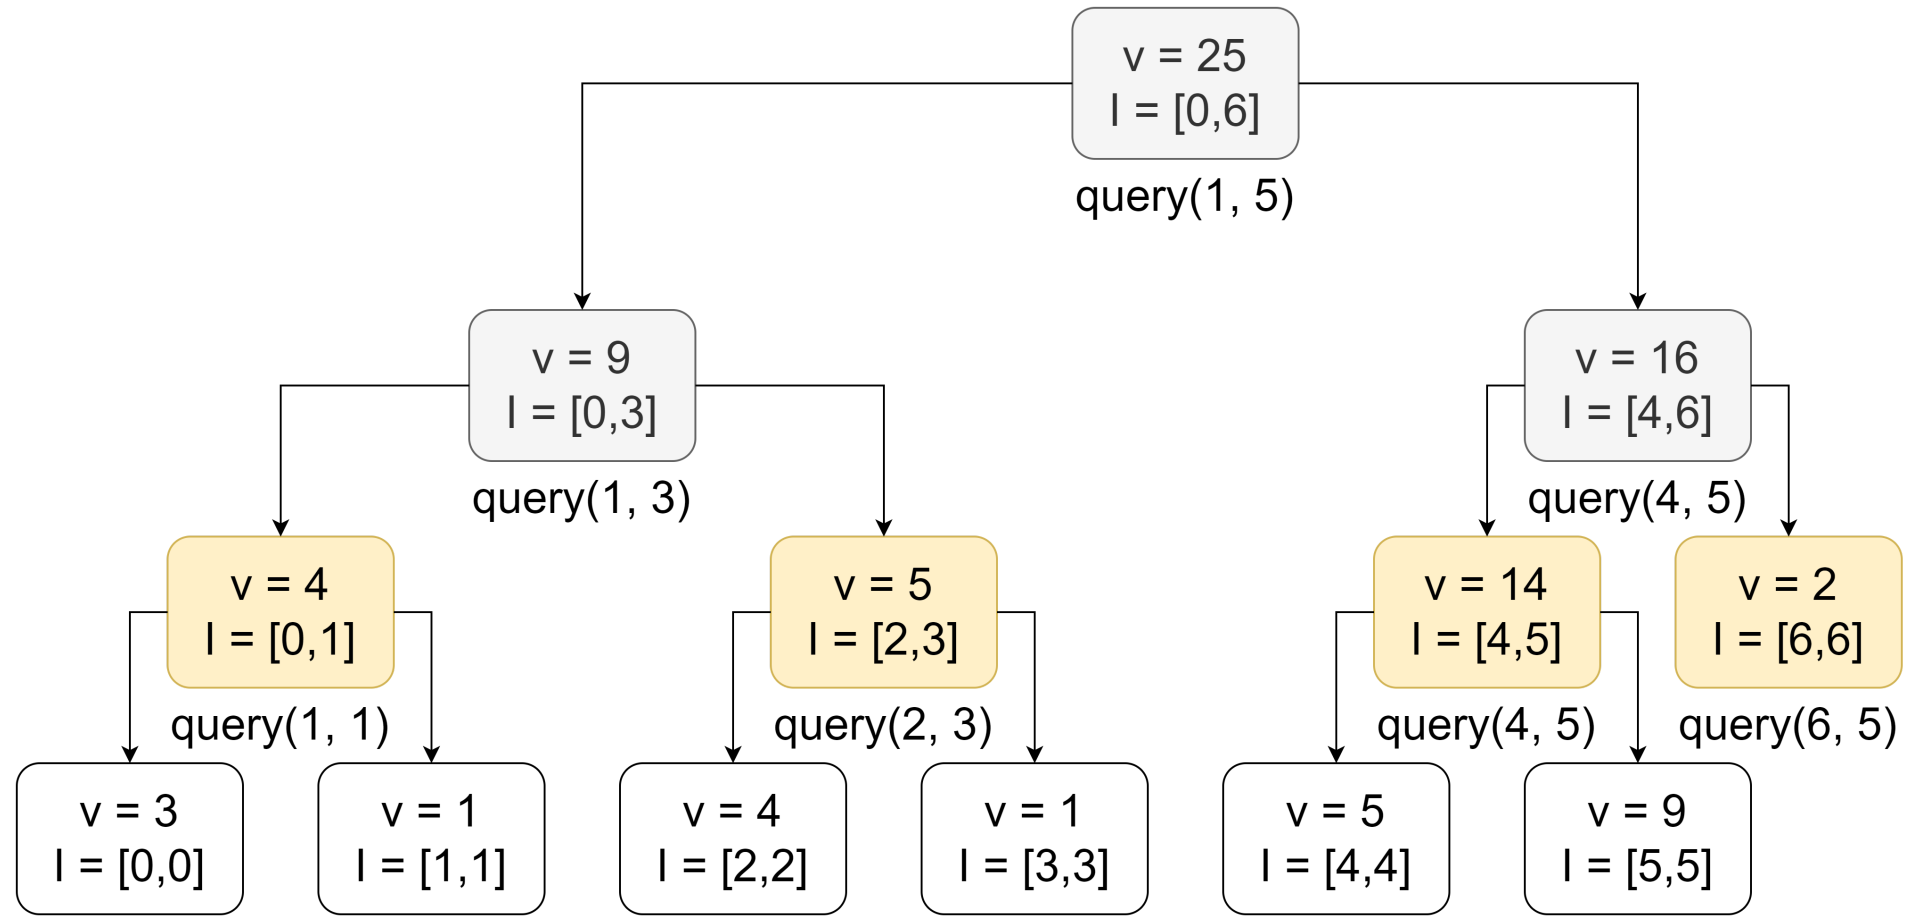 v = 25
I = [0,6]
query(1, 5)
v = 9
I = [0,3]
query(1, 3)
v = 16
I = [4,6]
query(4, 5)
v = 4
I = [0,1]
query(1, 1)
v = 5
I = [2,3]
query(2, 3)
v = 14
I = [4,5]
query(4, 5)
v = 2
I = [6,6]
query(6, 5)
v = 3
I = [0,0]
v = 1
I = [1,1]
v = 4
I = [2,2]
v = 1
I = [3,3]
v = 5
I = [4,4]
v = 9
I = [5,5]